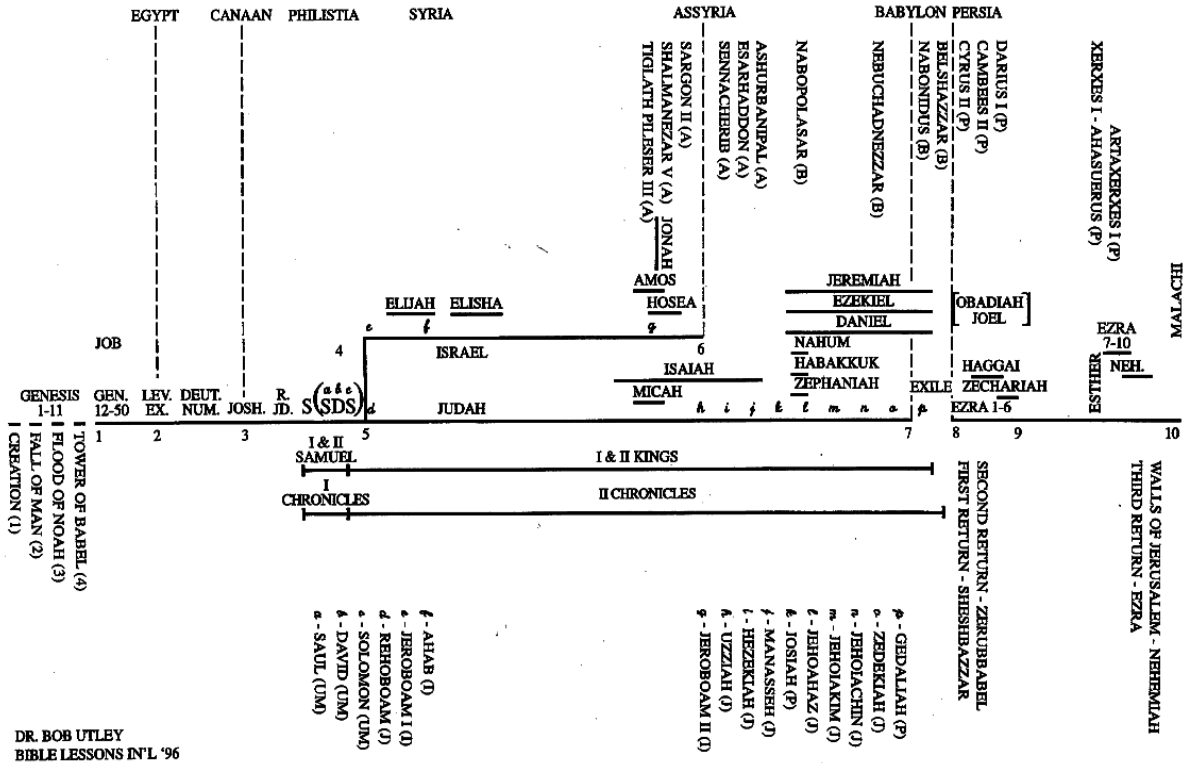 EGYPT CANAAN PHILISTIA SYRIA ASSYRIA BABYLON PERSIA
TIGLATH PILESER III (A)
SHALMANEZAR V (A)
SARGON II (A)
SENNACHERIB (A)
ESARHADDON (A)
ASHURBANIPAL (A)
NABOPOLASAR (B)
NEBUCHADNEZZAR (B)
NABONIDUS (B)
BELSHAZZAR (B)
CYRUS II (P)
CAMBEES II (P)
DARIUS I (P)
XERXES I - AHASUERUS (P)
ARTAXERXES I (P)
JONAH
AMOS
HOSEA
ELIJAH ELISHA
e f g
JEREMIAH
EZEKIEL
DANIEL
[OBADIAH
JOEL]
MALACHI
JOB
4 ISRAEL 6
NAHUM
HABAKKUK
ZEPHANIAH
ISAIAH
MICAH
EXILE
HAGGAI
ZECHARIAH
EZRA 1-6
ESTHER
EZRA
7-10
NEH.
GENESIS
1-11
GEN.
12-50
LEV.
EX.
DEUT.
NUM.
JOSH.
R.
JD.
S(SDS)
a b c
d JUDAH h i j k l m n o p
1 2 3 5 7 8 9 10
CREATION (1)
FALL OF MAN (2)
FLOOD OF NOAH (3)
TOWER OF BABEL (4)
I & II
SAMUEL
I & II KINGS
I
CHRONICLES
II CHRONICLES
FIRST RETURN - SHESHBAZZAR
SECOND RETURN - ZERUBBABEL
THIRD RETURN - EZRA
WALLS OF JERUSALEM - NEHEMIAH
a - SAUL (UM)
b - DAVID (UM)
c - SOLOMON (UM)
d - REHOBOAM (J)
e - JEROBOAM I (I)
f - AHAB (I)
g - JEROBOAM II (I)
h - UZZIAH (J)
i - HEZEKIAH (J)
j - MANASSEH (J)
k - JOSIAH (P)
l - JEHOAHAZ (J)
m - JEHOIAKIM (J)
n - JEHOIACHIN (J)
o - ZEDEKIAH (J)
p - GEDALIAH (P)
DR. BOB UTLEY
BIBLE LESSONS IN'L '96